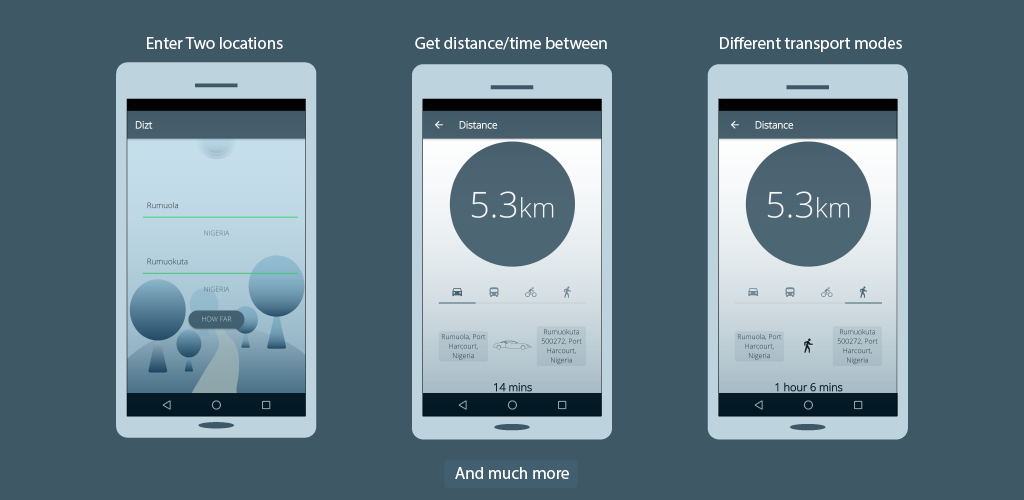 Enter Two locations
Get distance/time between
Different transport modes
Dizt
Rumuola
NIGERIA
Rumuokuta
NIGERIA
HOW FAR
Distance
5.3km
Rumuola, Port
Harcourt,
Nigeria
Rumuokuta
500272, Port
Harcourt,
Nigeria
14 mins
Distance
5.3km
Rumuola, Port
Harcourt,
Nigeria
Rumuokuta
500272, Port
Harcourt,
Nigeria
1 hour 6 mins
And much more